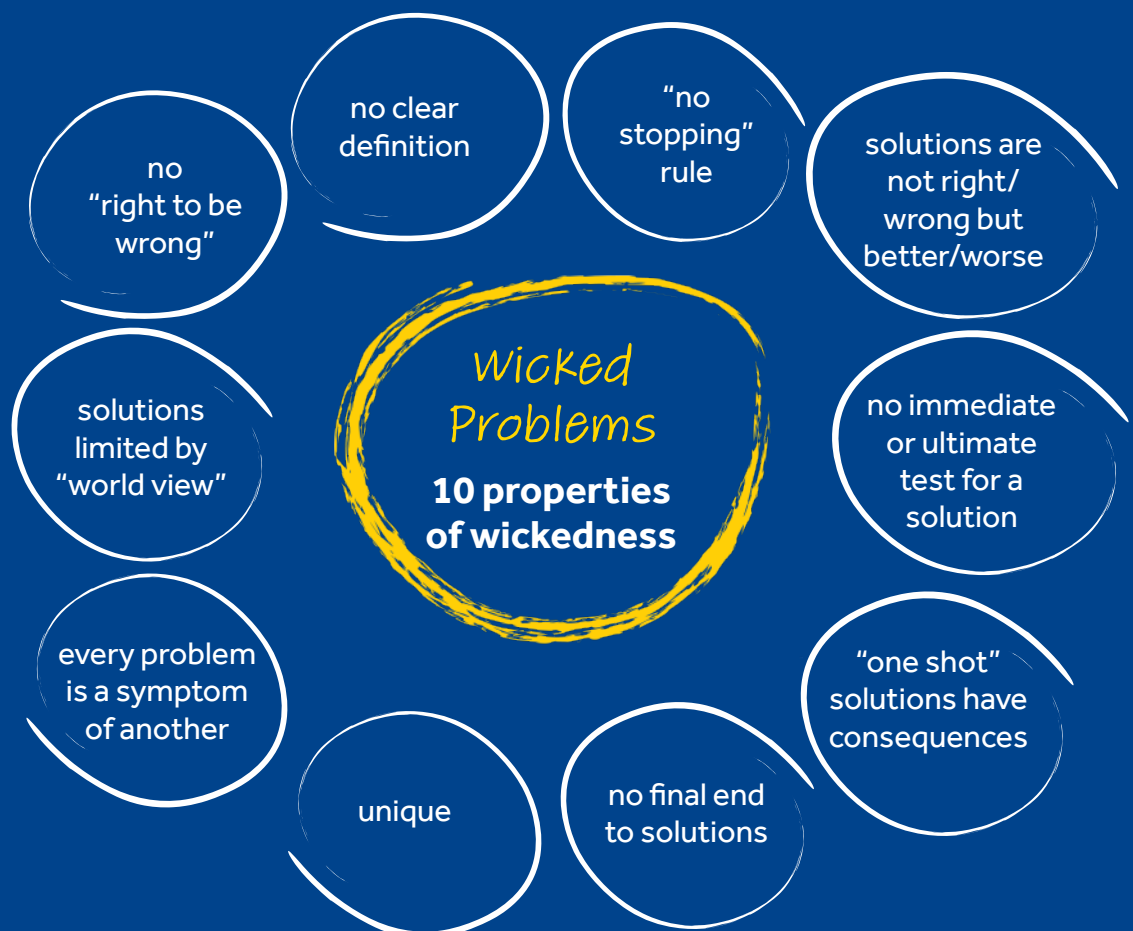 Wicked
Problems
10 properties
of wickedness
no clear
definition
“no
stopping”
rule
solutions are
not right/
wrong but
better/worse
no immediate
or ultimate
test for a
solution
“one shot”
solutions have
consequences
no final end
to solutions
unique
every problem
is a symptom
of another
solutions
limited by
“world view”
no
“right to be
wrong”